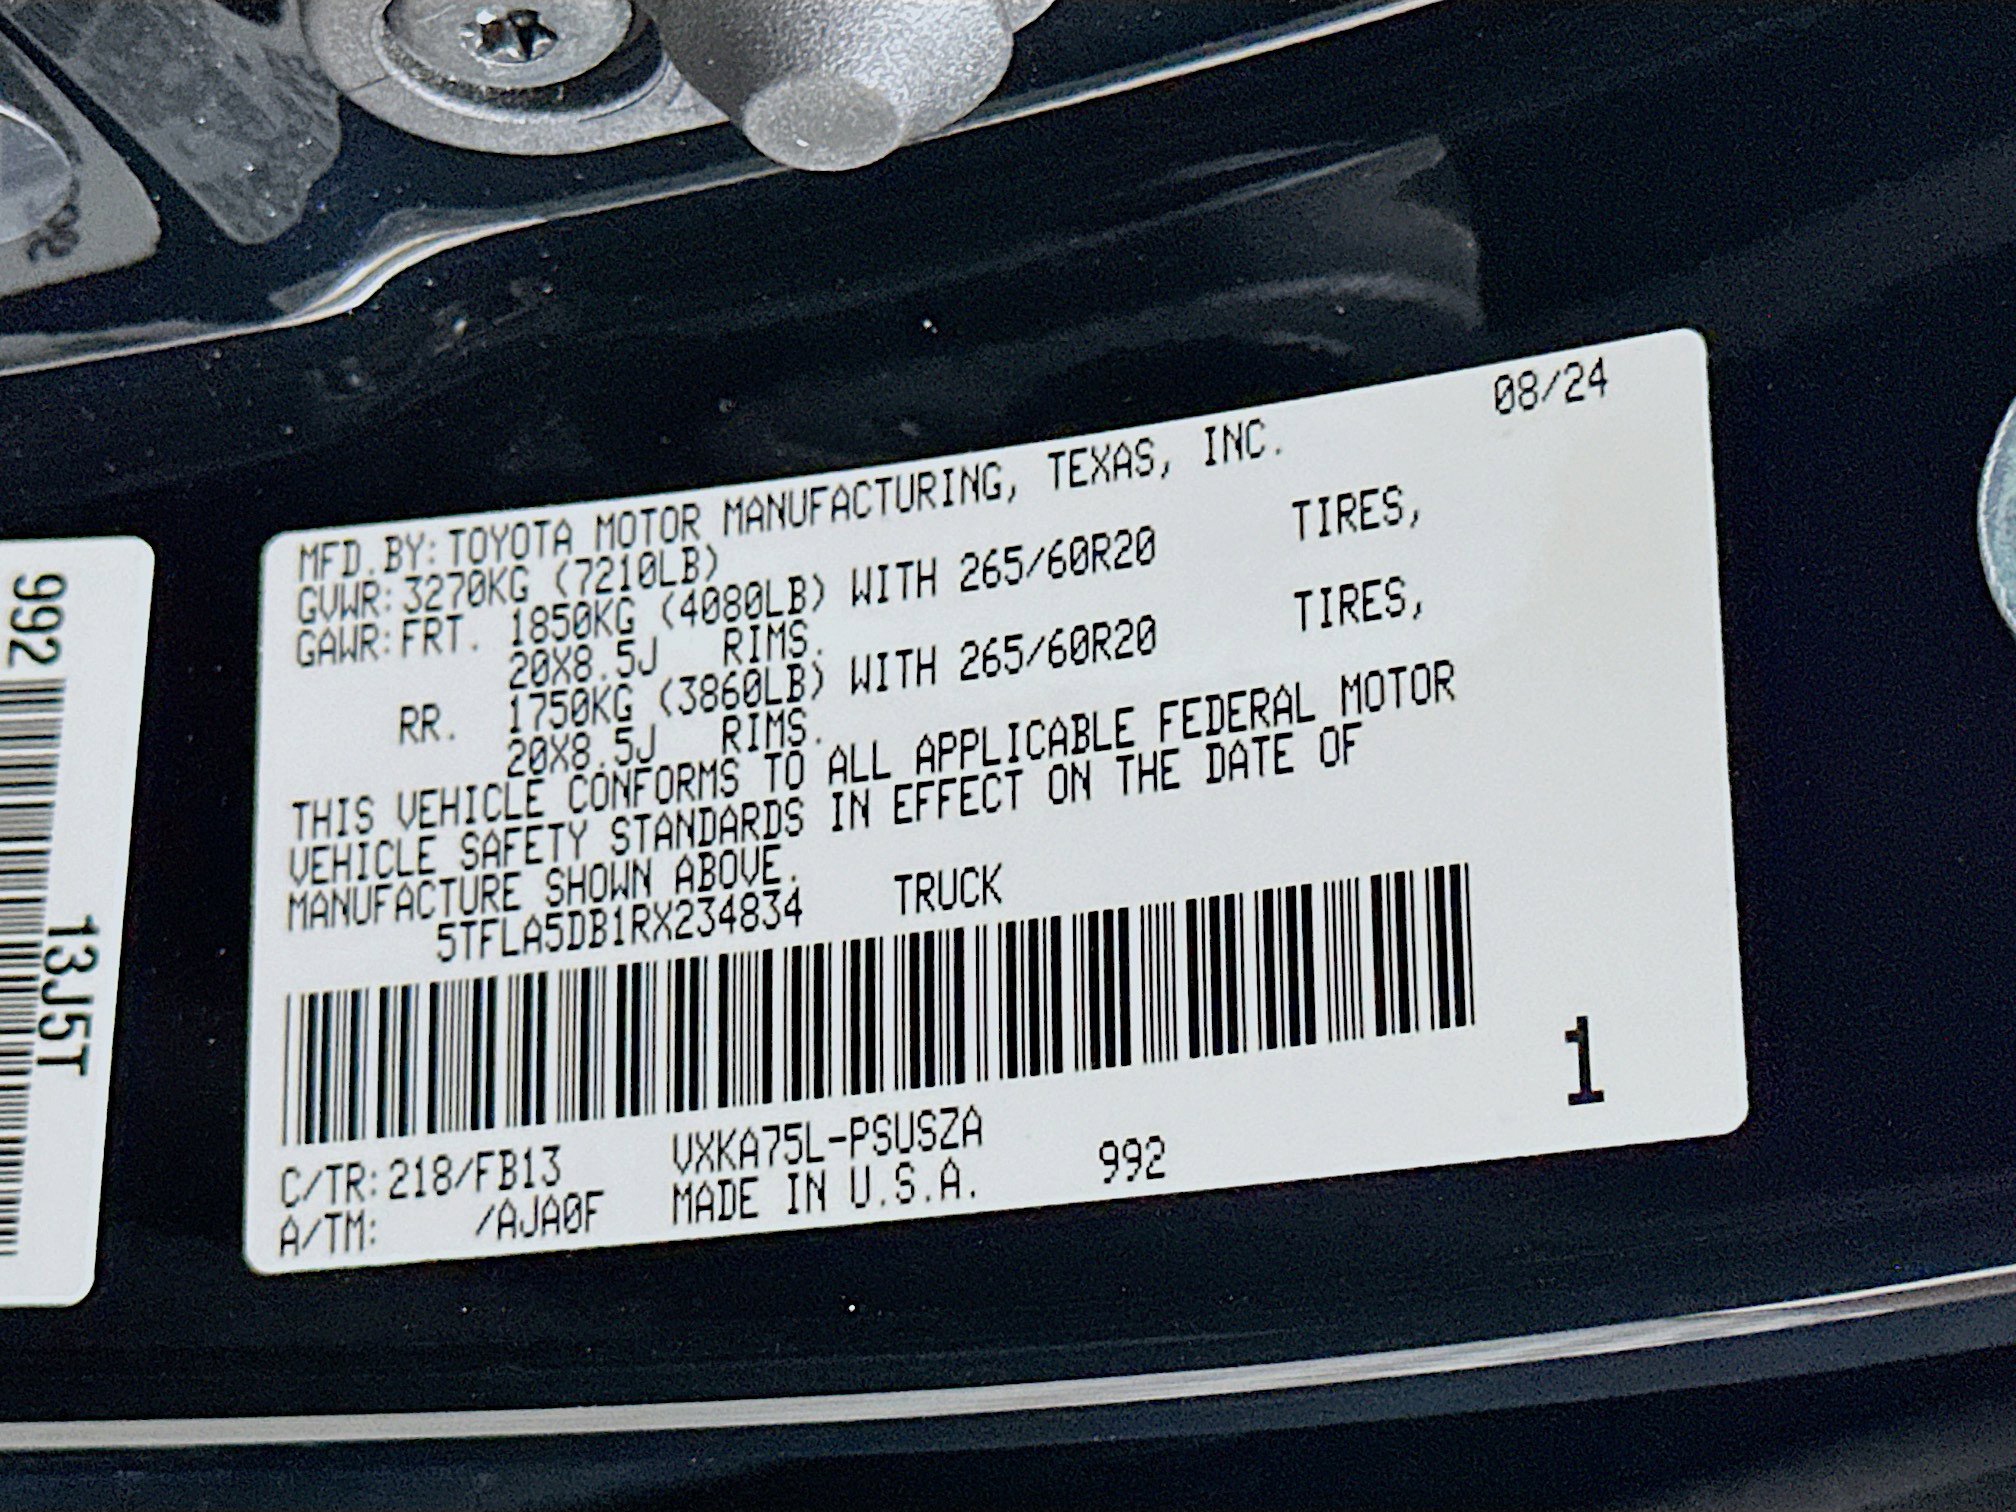 08/24
MFD.BY:TOYOTA MOTOR MANUFACTURING, TEXAS, INC.
GVWR:3270KG (7210LB)
GAWR:FRT. 1850KG (4080LB) WITH 265/60R20 TIRES,
20X8.5J RIMS.
RR. 1750KG (3860LB) WITH 265/60R20 TIRES,
20X8.5J RIMS.
THIS VEHICLE CONFORMS TO ALL APPLICABLE FEDERAL MOTOR
VEHICLE SAFETY STANDARDS IN EFFECT ON THE DATE OF
MANUFACTURE SHOWN ABOVE.
5TFLA5DB1RX234834 TRUCK
1
C/TR:218/FB13 VXKA75L-PSUSZA
A/TM: /AJA0F MADE IN U.S.A. 992
992
13J5T